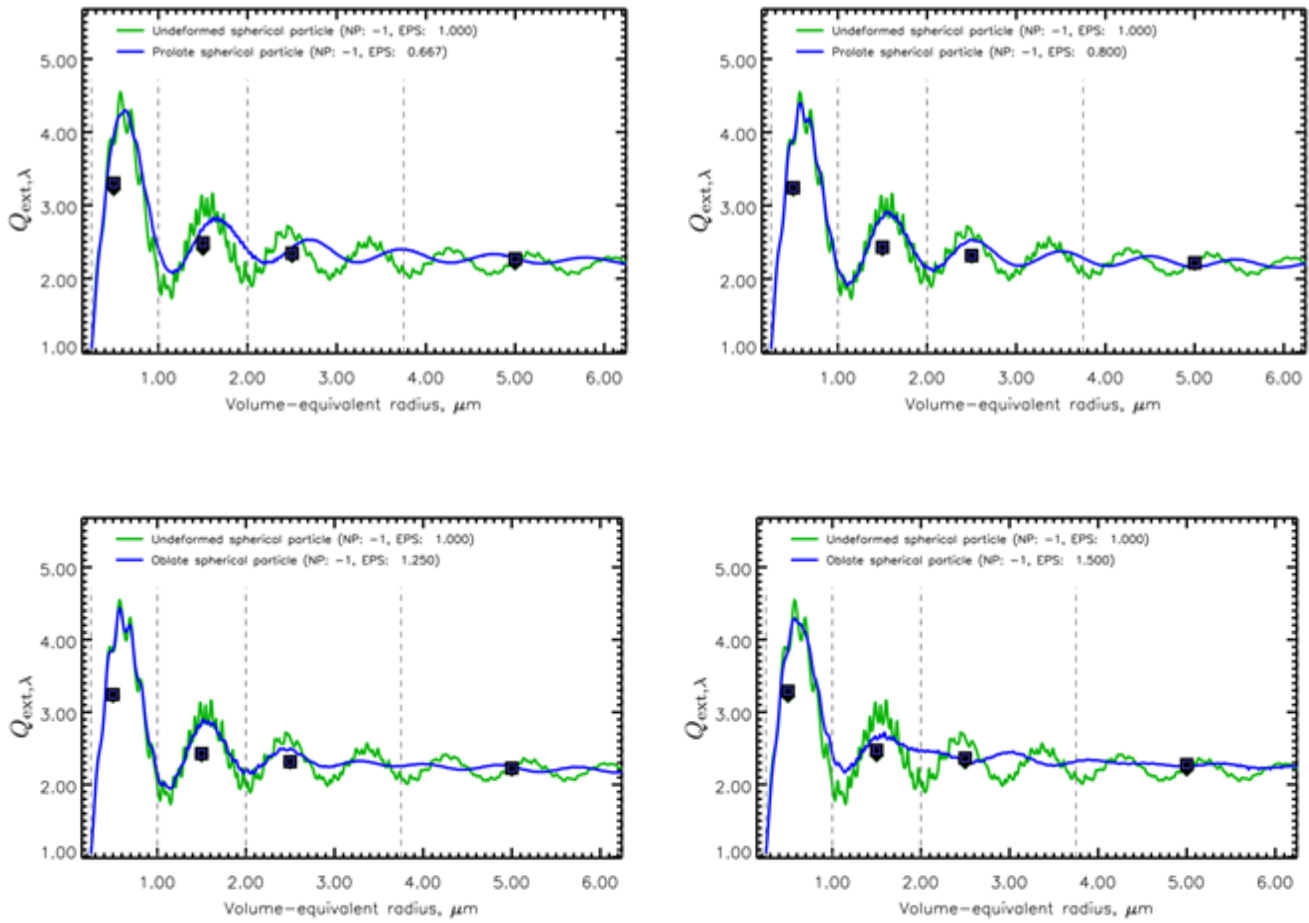 Undeformed spherical particle (NP: −1, EPS: 1.000)
Prolate spherical particle (NP: −1, EPS: 0.667)
5.00
4.00
3.00
2.00
1.00
Qext,λ
1.00 2.00 3.00 4.00 5.00 6.00
Volume−equivalent radius, μm
Undeformed spherical particle (NP: −1, EPS: 1.000)
Prolate spherical particle (NP: −1, EPS: 0.800)
5.00
4.00
3.00
2.00
1.00
Qext,λ
1.00 2.00 3.00 4.00 5.00 6.00
Volume−equivalent radius, μm
Undeformed spherical particle (NP: −1, EPS: 1.000)
Oblate spherical particle (NP: −1, EPS: 1.250)
5.00
4.00
3.00
2.00
1.00
Qext,λ
1.00 2.00 3.00 4.00 5.00 6.00
Volume−equivalent radius, μm
Undeformed spherical particle (NP: −1, EPS: 1.000)
Oblate spherical particle (NP: −1, EPS: 1.500)
5.00
4.00
3.00
2.00
1.00
Qext,λ
1.00 2.00 3.00 4.00 5.00 6.00
Volume−equivalent radius, μm